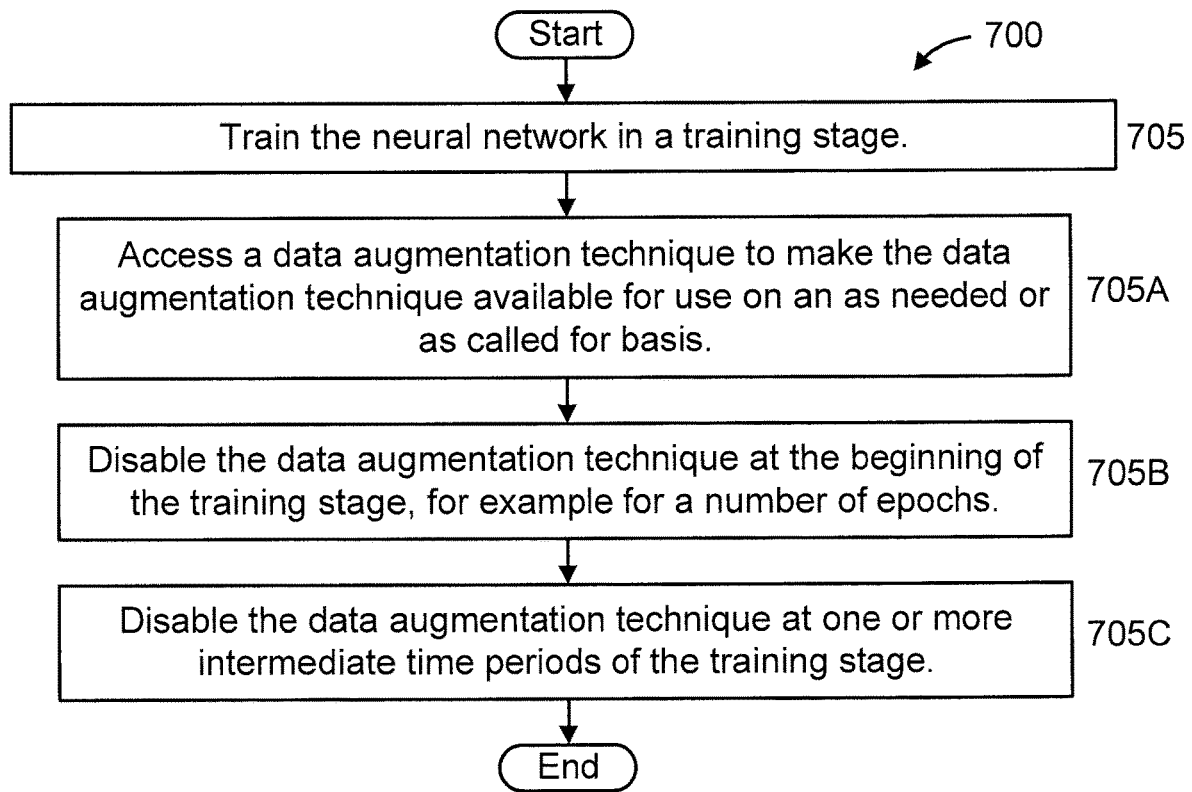 Start
700
Train the neural network in a training stage.
705
Access a data augmentation technique to make the data
augmentation technique available for use on an as needed or
as called for basis.
705A
Disable the data augmentation technique at the beginning of
the training stage, for example for a number of epochs.
705B
Disable the data augmentation technique at one or more
intermediate time periods of the training stage.
705C
End